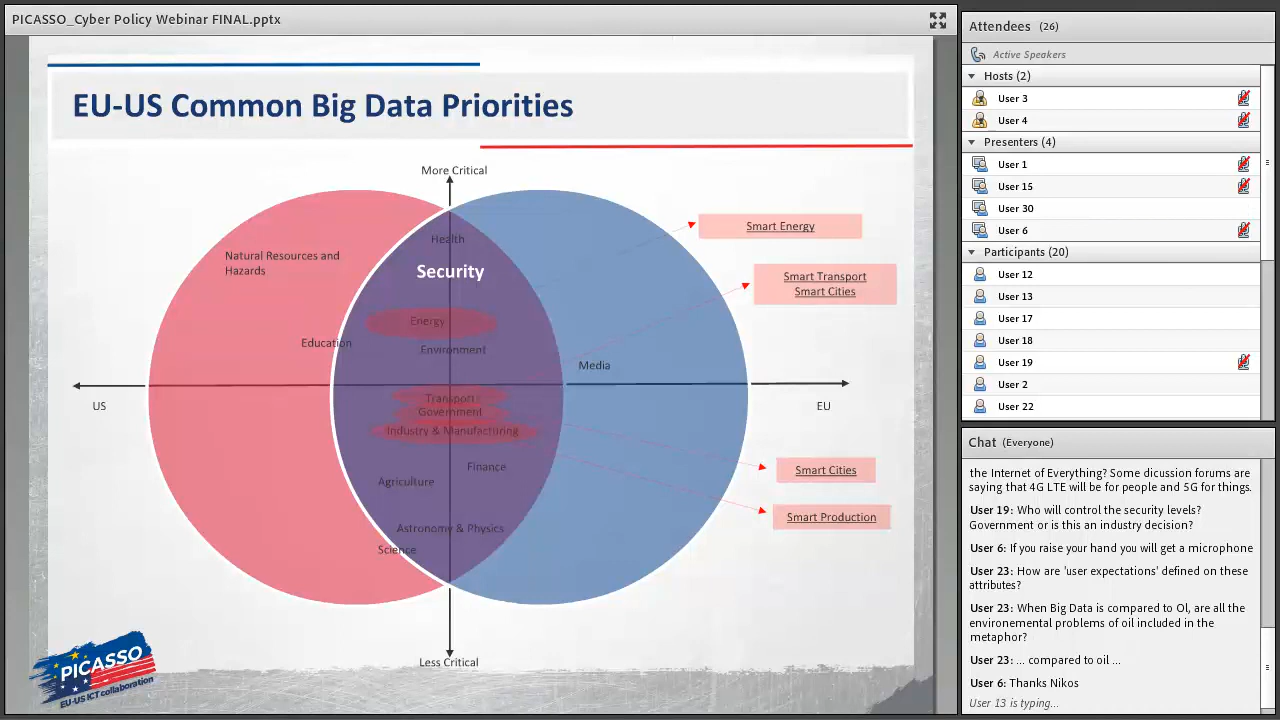 PICASSO_Cyber Policy Webinar FINAL.pptx
EU-US Common Big Data Priorities
More Critical
Health
Natural Resources and
Hazards
Security
Energy
Education
Environment
Media
US
EU
Transport
Government
Industry & Manufacturing
Finance
Agriculture
Astronomy & Physics
Science
Less Critical
Smart Energy
Smart Transport
Smart Cities
Smart Cities
Smart Production
PICASSO
EU-US ICT collaboration
Attendees (26)
Active Speakers
Hosts (2)
User 3
User 4
Presenters (4)
User 1
User 15
User 30
User 6
Participants (20)
User 12
User 13
User 17
User 18
User 19
User 2
User 22
Chat (Everyone)
the Internet of Everything? Some dicussion forums are
saying that 4G LTE will be for people and 5G for things.
User 19: Who will control the security levels?
Government or is this an industry decision?
User 6: If you raise your hand you will get a microphone
User 23: How are 'user expectations' defined on these
attributes?
User 23: When Big Data is compared to Ol, are all the
environemental problems of oil included in the
metaphor?
User 23: ... compared to oil ...
User 6: Thanks Nikos
User 13 is typing...